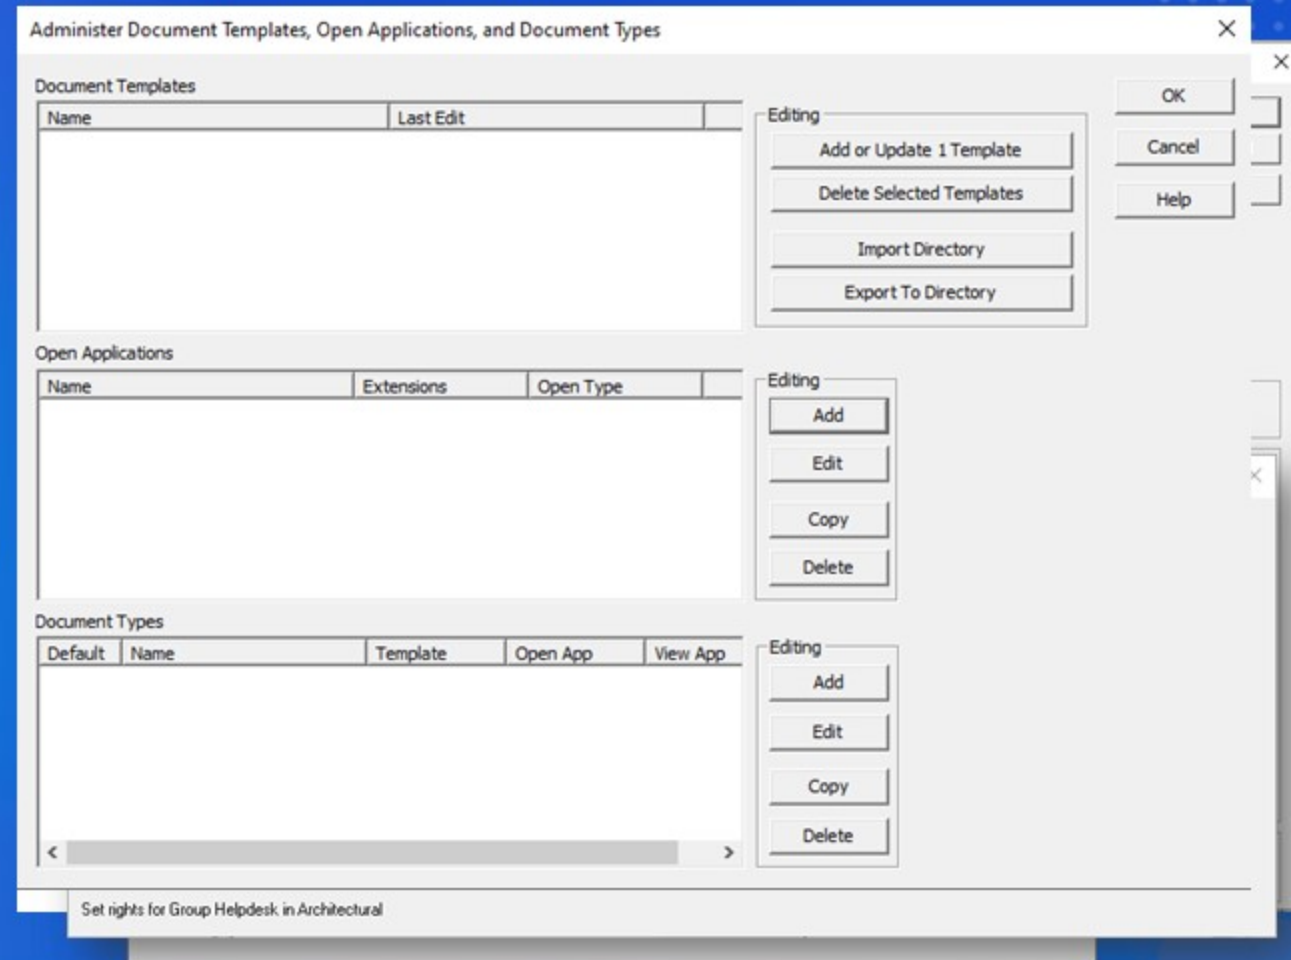 Administer Document Templates, Open Applications, and Document Types
Document Templates
Name Last Edit
Editing
Add or Update 1 Template
Delete Selected Templates
Import Directory
Export To Directory
OK
Cancel
Help
Open Applications
Name Extensions Open Type
Editing
Add
Edit
Copy
Delete
Document Types
Default Name Template Open App View App
Editing
Add
Edit
Copy
Delete
Set rights for Group Helpdesk in Architectural